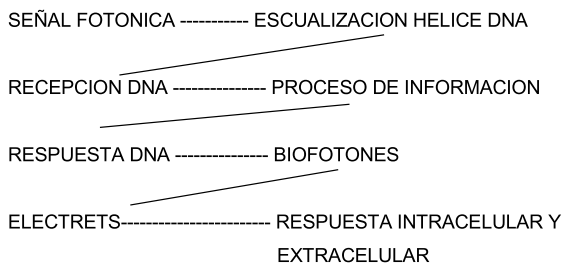 SEÑAL FOTONICA ----------- ESCUALIZACION HELICE DNA
RECEPCION DNA --------------- PROCESO DE INFORMACION
RESPUESTA DNA --------------- BIOFOTONES
ELECTRETS------------------------ RESPUESTA INTRACELULAR Y
EXTRACELULAR